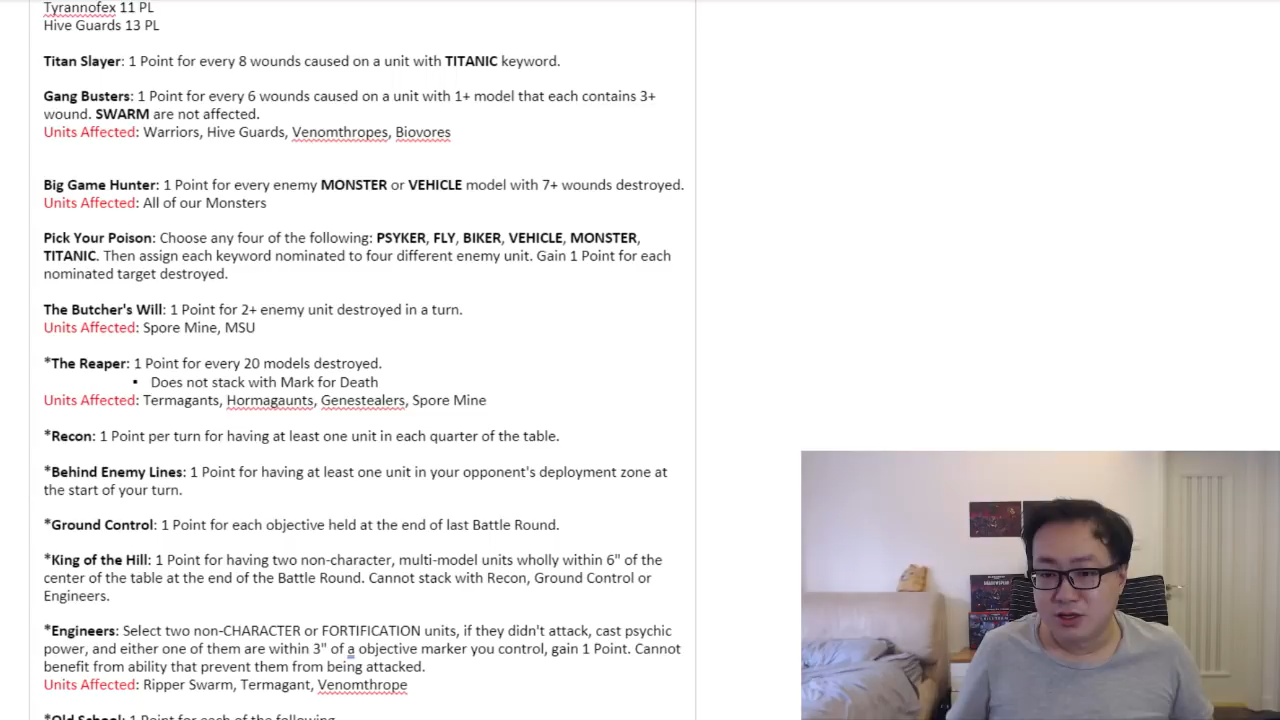 Tyrannofex 11 PL
Hive Guards 13 PL
Titan Slayer: 1 Point for every 8 wounds caused on a unit with TITANIC keyword.
Gang Busters: 1 Point for every 6 wounds caused on a unit with 1+ model that each contains 3+
wound. SWARM are not affected.
Units Affected: Warriors, Hive Guards, Venomthropes, Biovores
Big Game Hunter: 1 Point for every enemy MONSTER or VEHICLE model with 7+ wounds destroyed.
Units Affected: All of our Monsters
Pick Your Poison: Choose any four of the following: PSYKER, FLY, BIKER, VEHICLE, MONSTER,
TITANIC. Then assign each keyword nominated to four different enemy unit. Gain 1 Point for each
nominated target destroyed.
The Butcher's Will: 1 Point for 2+ enemy unit destroyed in a turn.
Units Affected: Spore Mine, MSU
*The Reaper: 1 Point for every 20 models destroyed.
▪ Does not stack with Mark for Death
Units Affected: Termagants, Hormagaunts, Genestealers, Spore Mine
*Recon: 1 Point per turn for having at least one unit in each quarter of the table.
*Behind Enemy Lines: 1 Point for having at least one unit in your opponent's deployment zone at
the start of your turn.
*Ground Control: 1 Point for each objective held at the end of last Battle Round.
*King of the Hill: 1 Point for having two non-character, multi-model units wholly within 6" of the
center of the table at the end of the Battle Round. Cannot stack with Recon, Ground Control or
Engineers.
*Engineers: Select two non-CHARACTER or FORTIFICATION units, if they didn't attack, cast psychic
power, and either one of them are within 3" of a objective marker you control, gain 1 Point. Cannot
benefit from ability that prevent them from being attacked.
Units Affected: Ripper Swarm, Termagant, Venomthrope
*Old School: 1 Point for each of the following